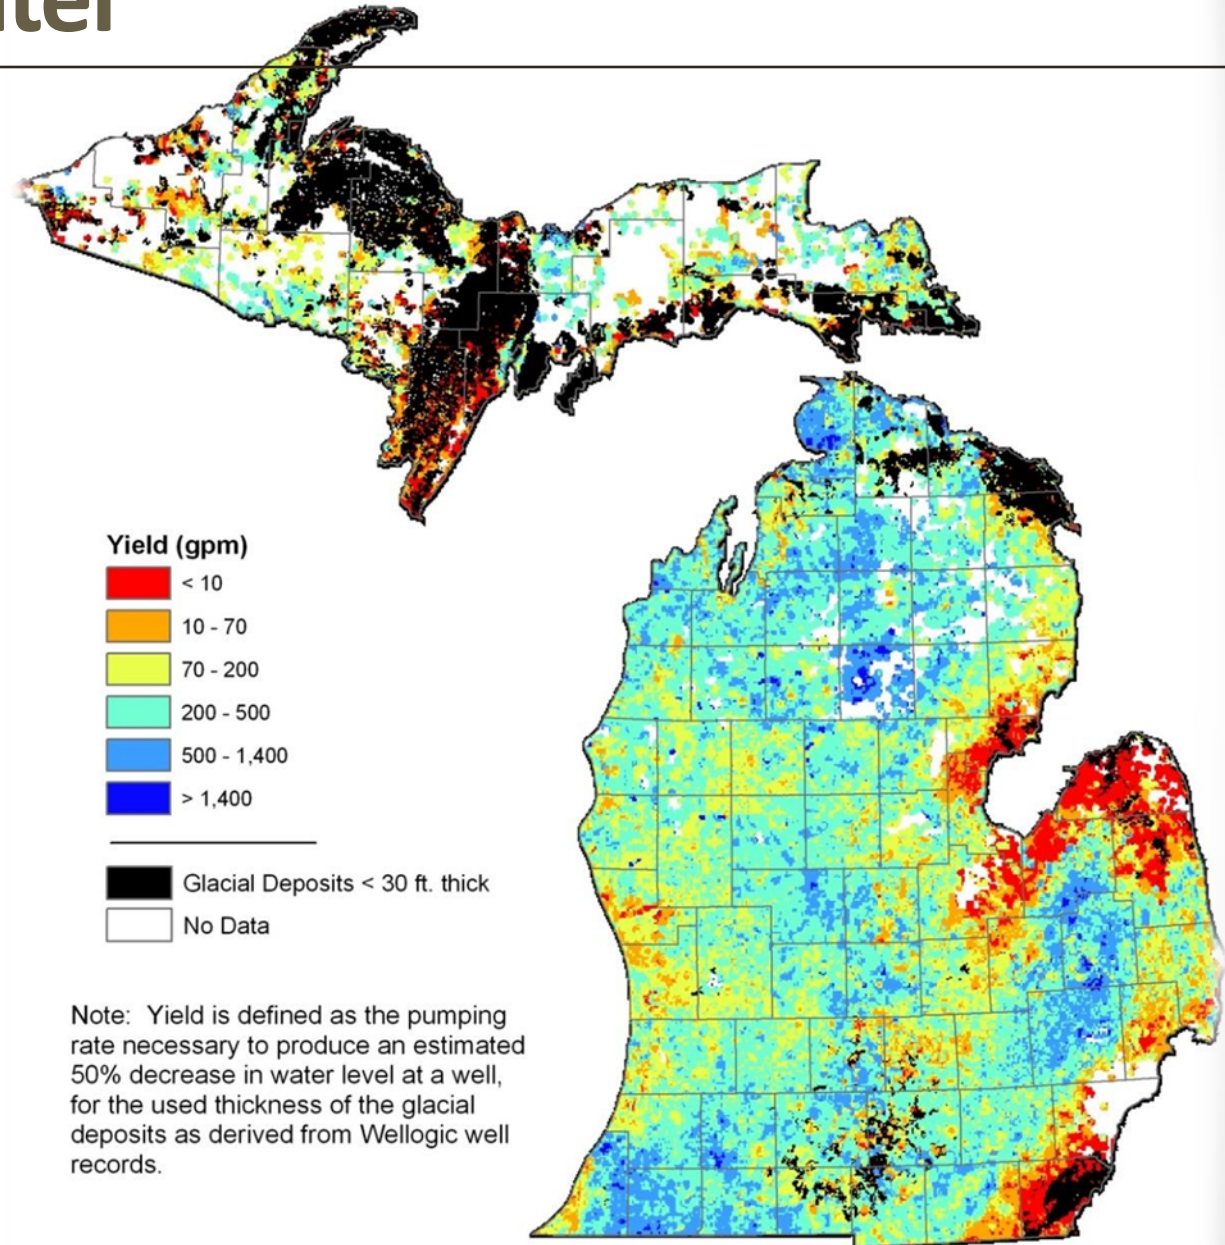 Yield (gpm)
< 10
10 - 70
70 - 200
200 - 500
500 - 1,400
> 1,400
Glacial Deposits < 30 ft. thick
No Data
Note:  Yield is defined as the pumping
rate necessary to produce an estimated
50% decrease in water level at a well,
for the used thickness of the glacial
deposits as derived from Wellogic well
records.